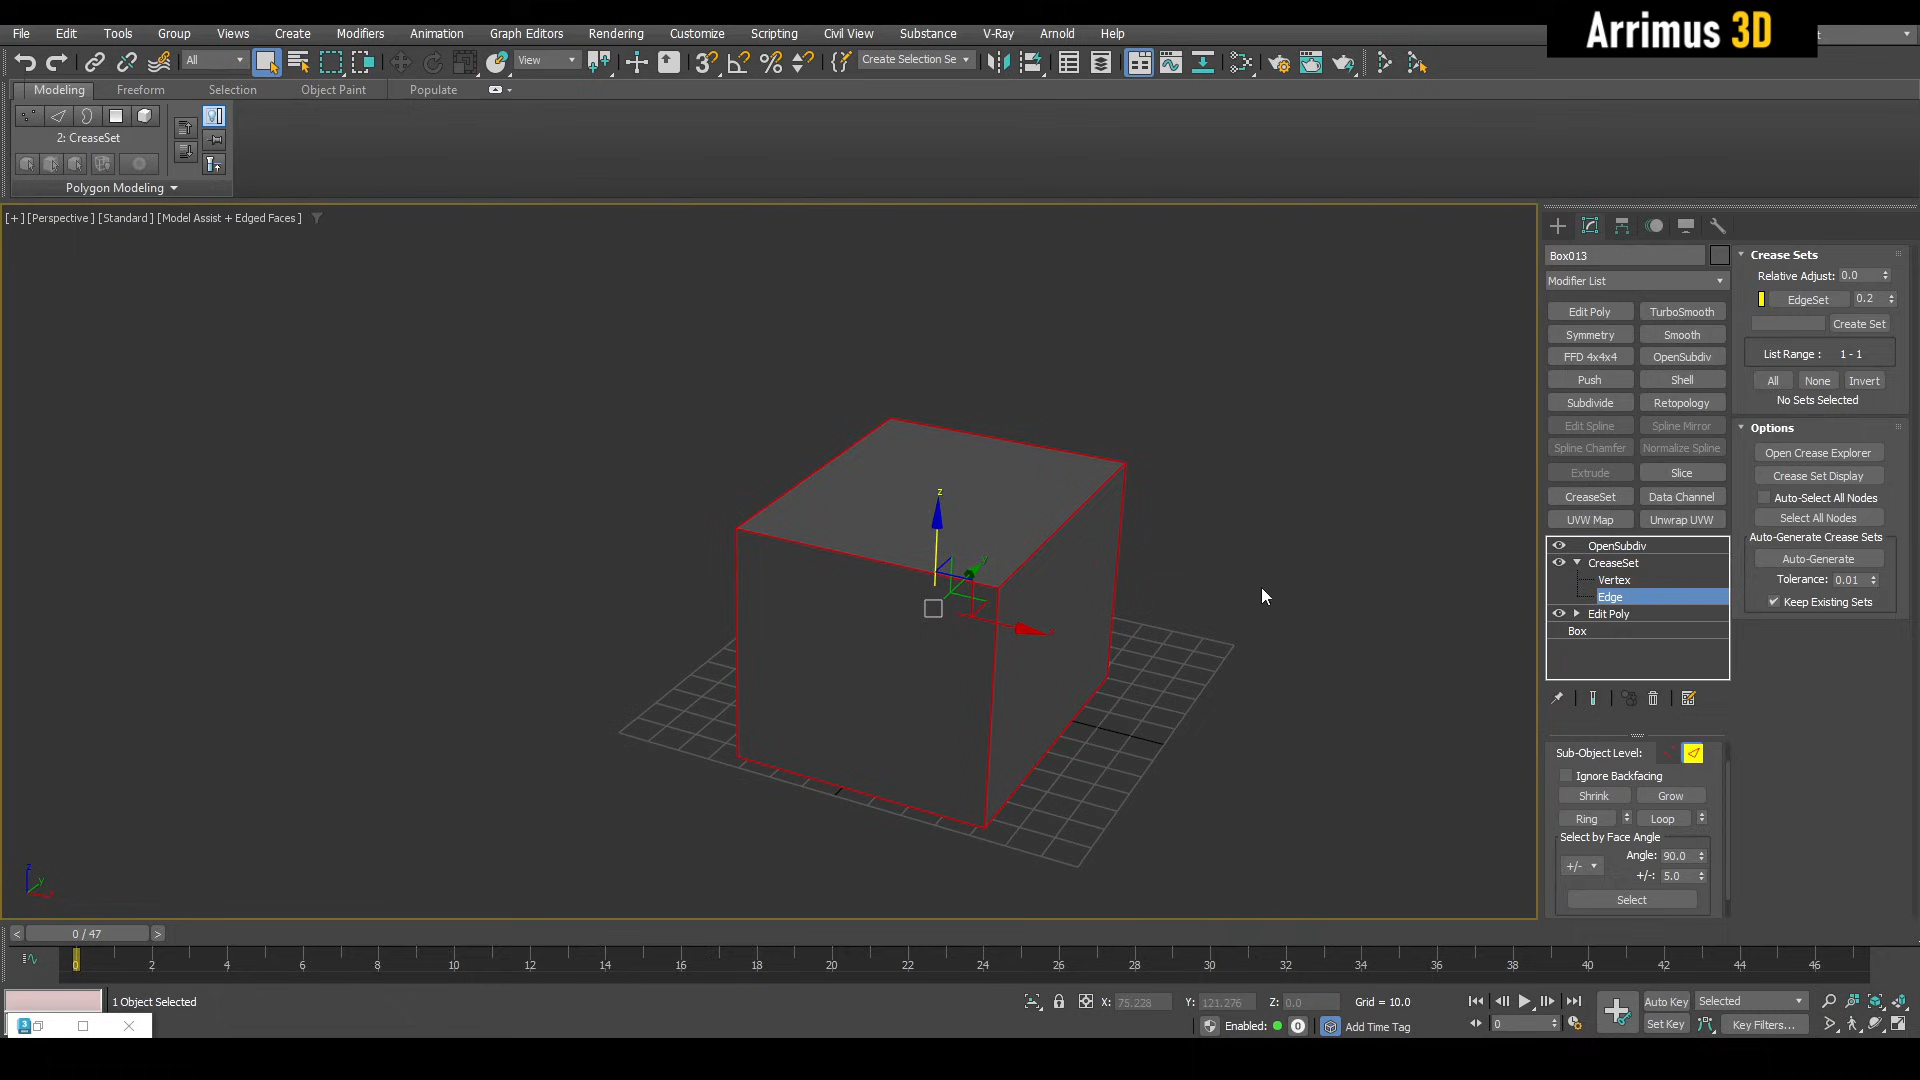 Arrimus 3D
File Edit Tools Group Views Create Modifiers Animation Graph Editors Rendering Customize Scripting Civil View Substance V-Ray Arnold Help
All View Create Selection Se
Modeling Freeform Selection Object Paint Populate
2: CreaseSet
Polygon Modeling
[+] [Perspective] [Standard] [Model Assist + Edged Faces]
Box013
Modifier List
Edit Poly TurboSmooth
Symmetry Smooth
FFD 4x4x4 OpenSubdiv
Push Shell
Subdivide Retopology
Edit Spline Spline Mirror
Spline Chamfer Normalize Spline
Extrude Slice
CreaseSet Data Channel
UVW Map Unwrap UVW
OpenSubdiv
CreaseSet
Vertex
Edge
Edit Poly
Box
Sub-Object Level:
Ignore Backfacing
Shrink Grow
Ring Loop
Select by Face Angle
+/- Angle: 90.0
+/-: 5.0
Select
Crease Sets
Relative Adjust: 0.0
EdgeSet 0.2
Create Set
List Range : 1 - 1
All None Invert
No Sets Selected
Options
Open Crease Explorer
Crease Set Display
Auto-Select All Nodes
Select All Nodes
Auto-Generate Crease Sets
Auto-Generate
Tolerance: 0.01
Keep Existing Sets
z
y
z
y
< 0 / 47 >
0 2 4 6 8 10 12 14 16 18 20 22 24 26 28 30 32 34 36 38 40 42 44 46
1 Object Selected X: 75.228 Y: 121.276 Z: 0.0 Grid = 10.0 Auto Key Selected
3 Enabled: 0 Add Time Tag 0 Set Key Key Filters...